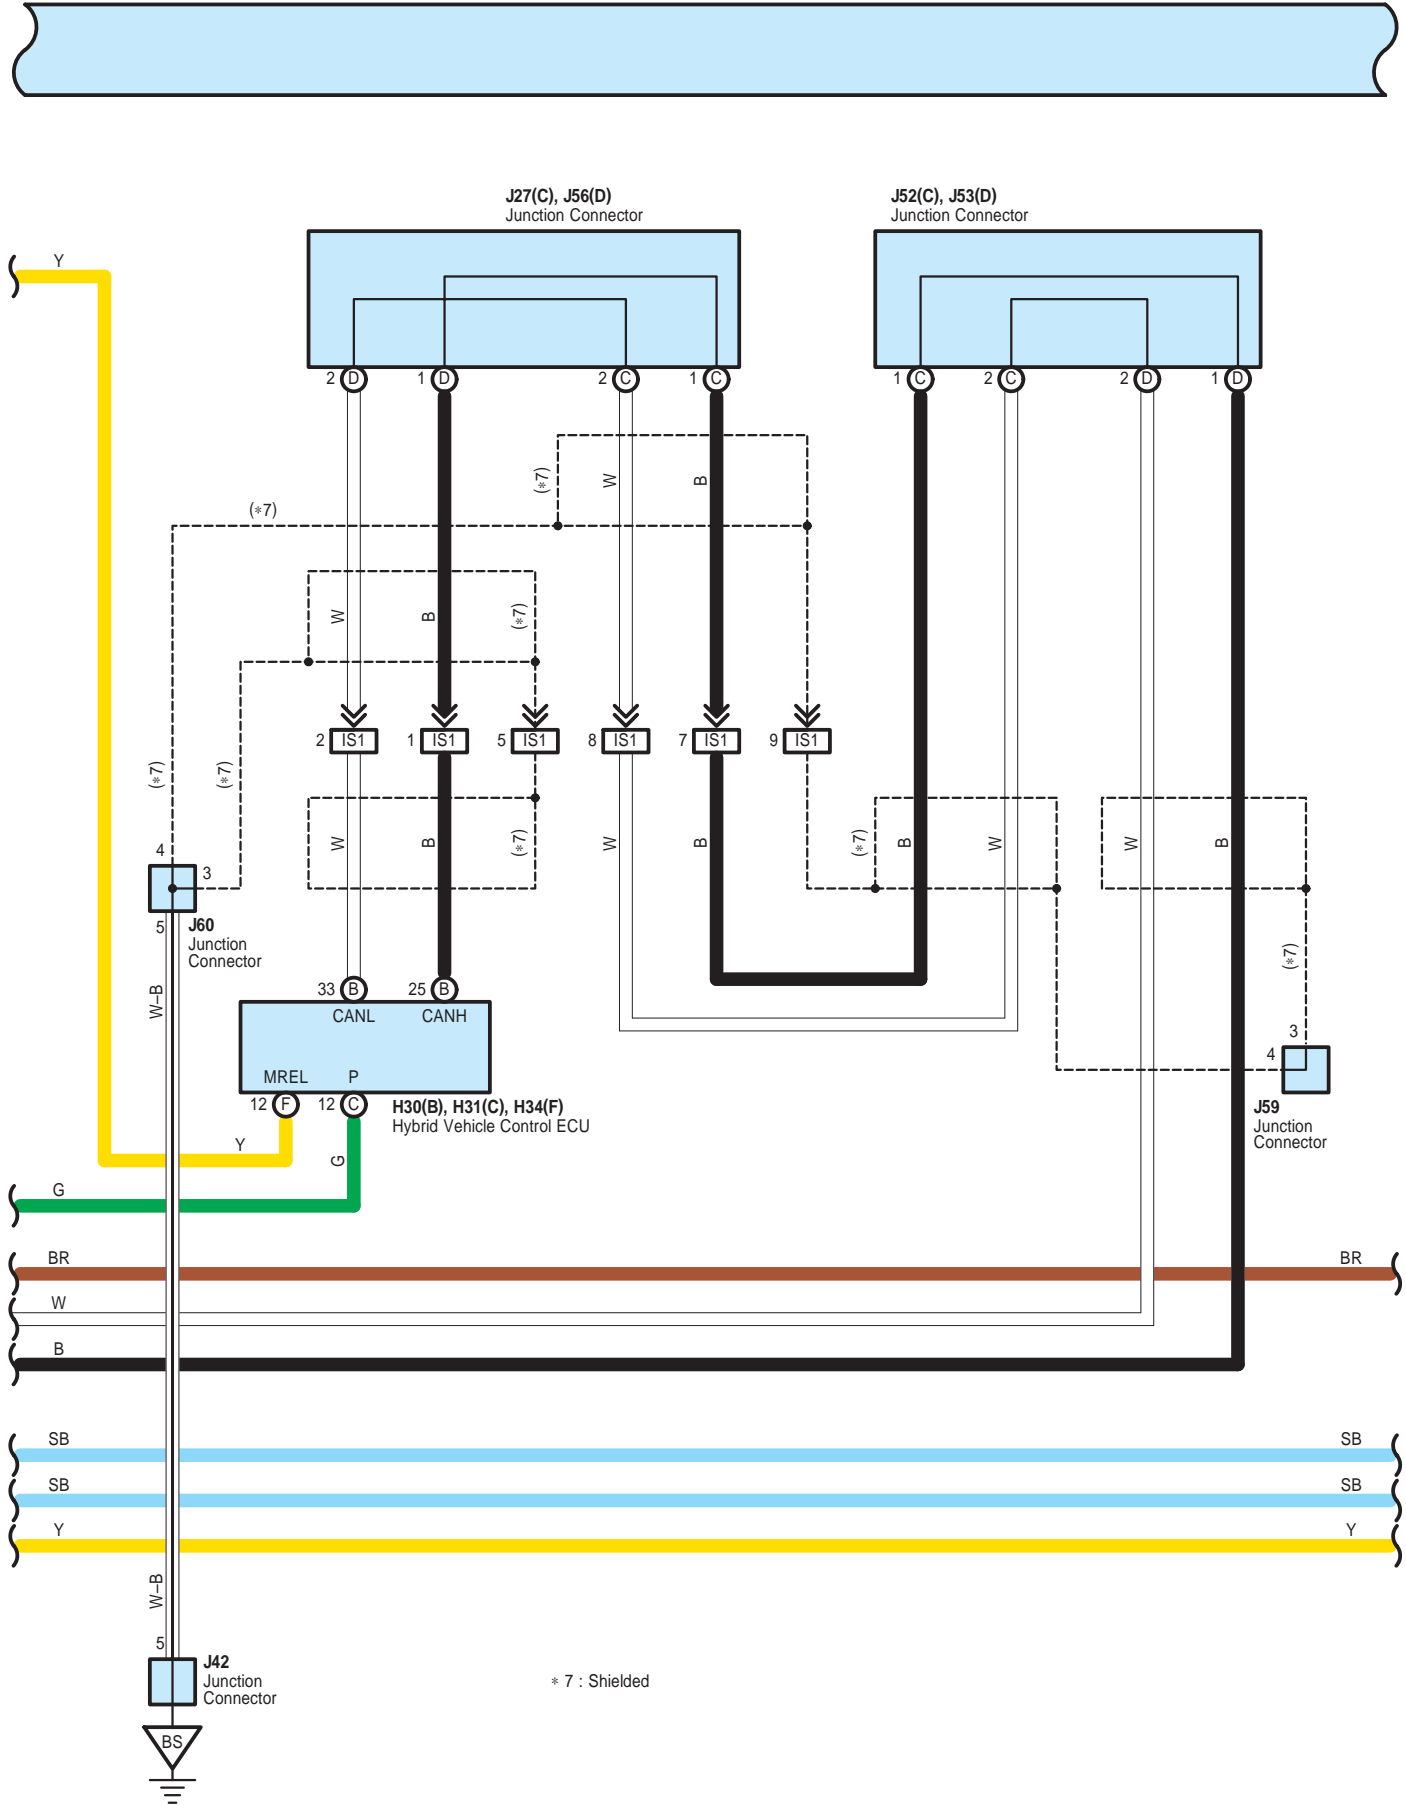 J27(C), J56(D)
Junction Connector
J52(C), J53(D)
Junction Connector
Y
2 D 1 D 2 C 1 C 1 C 2 C 2 D 1 D
(∗7) W B
(∗7)
W B (∗7)
2 IS1 1 IS1 5 IS1 8 IS1 7 IS1 9 IS1
(∗7) (∗7)
W B (∗7) W B (∗7) B W W B
4
3
5 J60
Junction
Connector
(∗7)
33 B 25 B
W–B
CANL CANH
3
4
MREL P
12 F 12 C
H30(B), H31(C), H34(F)
Hybrid Vehicle Control ECU
J59
Junction
Connector
Y G
G
BR BR
W
B
SB SB
SB SB
Y Y
W–B
5
J42
Junction
Connector
∗ 7 : Shielded
BS